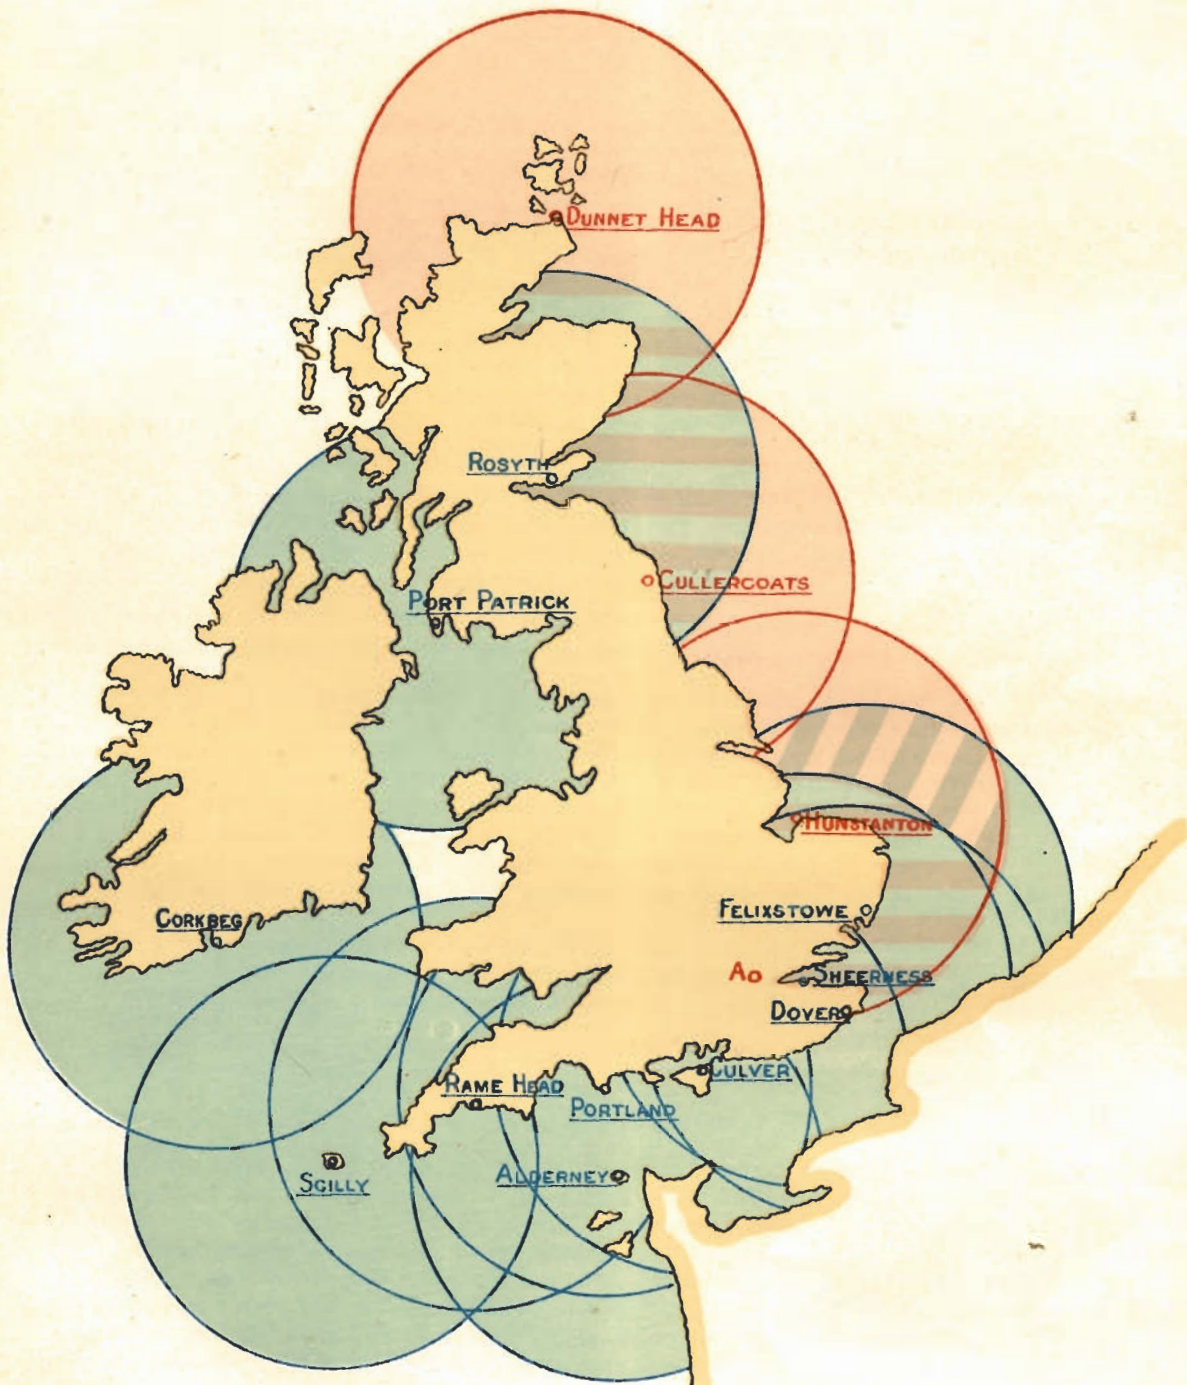 DUNNET HEAD
ROSYTH
CULLERCOATS
PORT PATRICK
HUNSTANTON
FELIXSTOWE
CORKBEG
A
SHEERNESS
DOVER
CULVER
RAME HEAD
PORTLAND
ALDERNEY
SCILLY